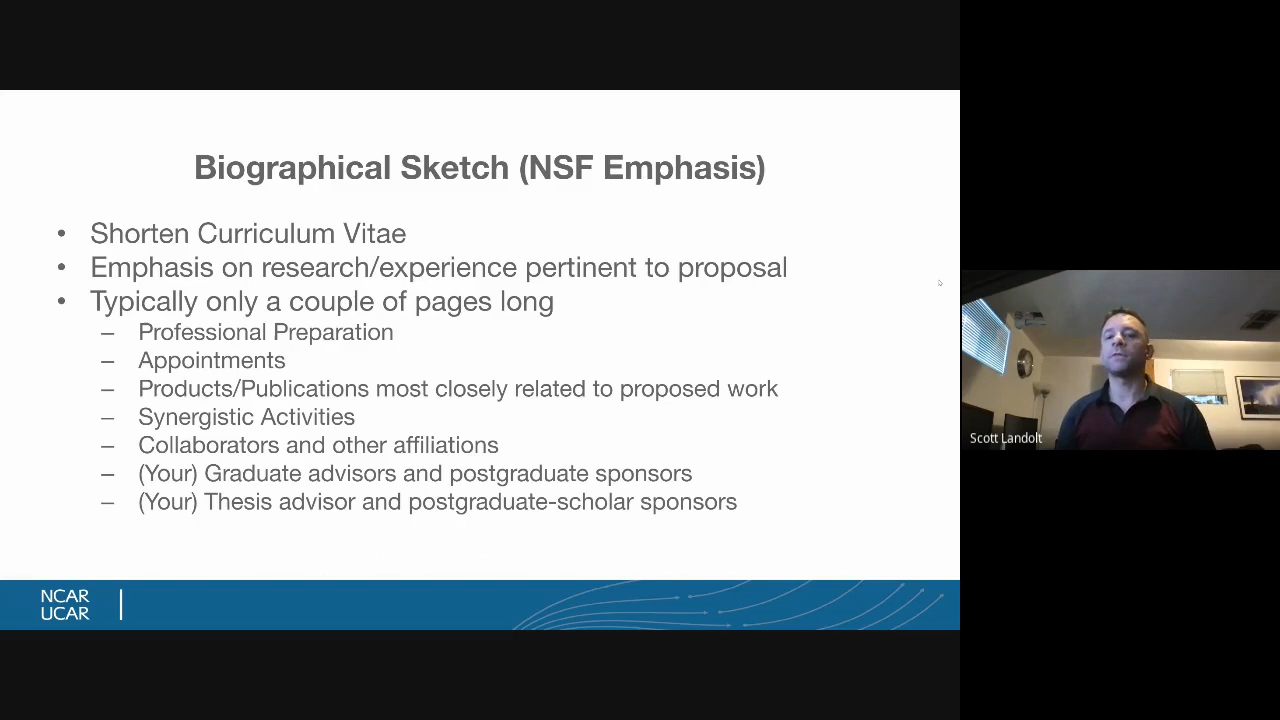 Biographical Sketch (NSF Emphasis)
• Shorten Curriculum Vitae
• Emphasis on research/experience pertinent to proposal
• Typically only a couple of pages long
– Professional Preparation
– Appointments
– Products/Publications most closely related to proposed work
– Synergistic Activities
– Collaborators and other affiliations
– (Your) Graduate advisors and postgraduate sponsors
– (Your) Thesis advisor and postgraduate-scholar sponsors
NCAR
UCAR
Scott Landolt